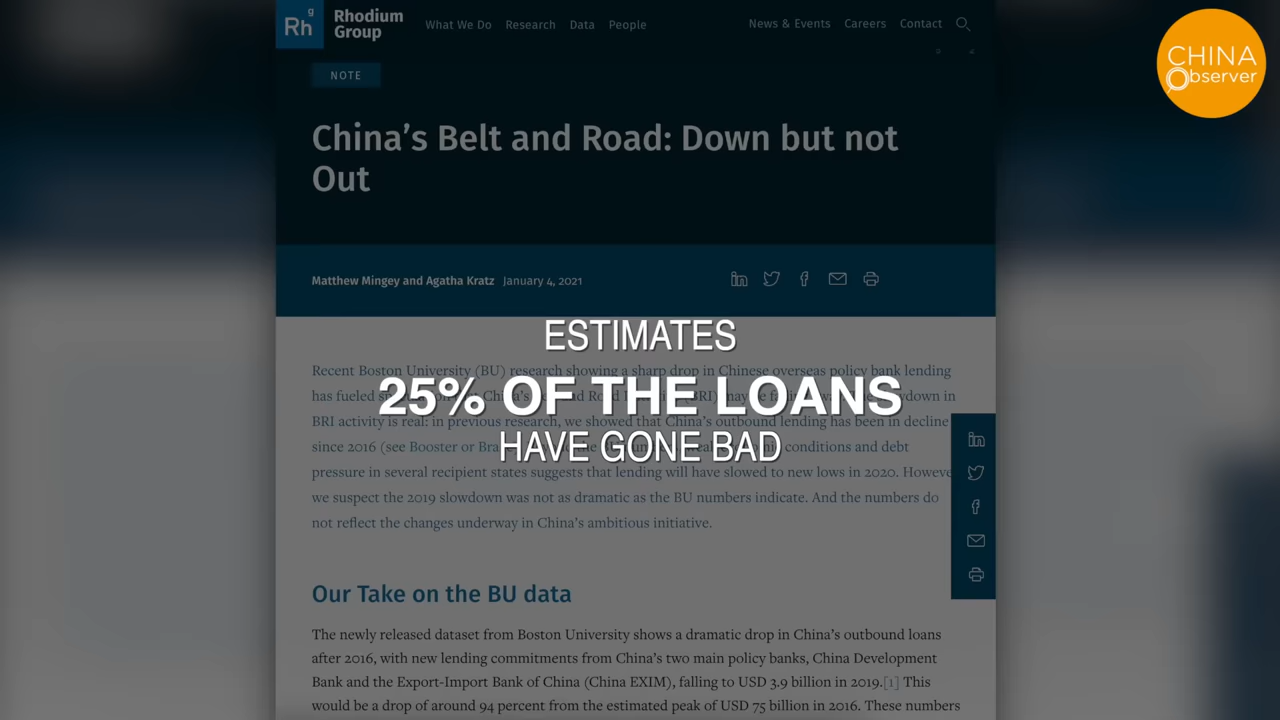 Rh
g
Rhodium
Group
What We Do Research Data People
News & Events Careers Contact
CHINA
Observer
NOTE
China's Belt and Road: Down but not
Out
Matthew Mingey and Agatha Kratz January 4, 2021
ESTIMATES
25% OF THE LOANS
HAVE GONE BAD
Recent Boston University (BU) research showing a sharp drop in Chinese overseas policy bank lending
has fueled China's Road (BRI) slowdown in
BRI activity is real: in previous research, we showed that China's outbound lending has been in decline
since 2016 (see Booster or conditions and debt
pressure in several recipient states suggests that lending will have slowed to new lows in 2020. Howeve
we suspect the 2019 slowdown was not as dramatic as the BU numbers indicate. And the numbers do
not reflect the changes underway in China's ambitious initiative.
Our Take on the BU data
The newly released dataset from Boston University shows a dramatic drop in China's outbound loans
after 2016, with new lending commitments from China's two main policy banks, China Development
Bank and the Export-Import Bank of China (China EXIM), falling to USD 3.9 billion in 2019.[1] This
would be a drop of around 94 percent from the estimated peak of USD 75 billion in 2016. These numbers